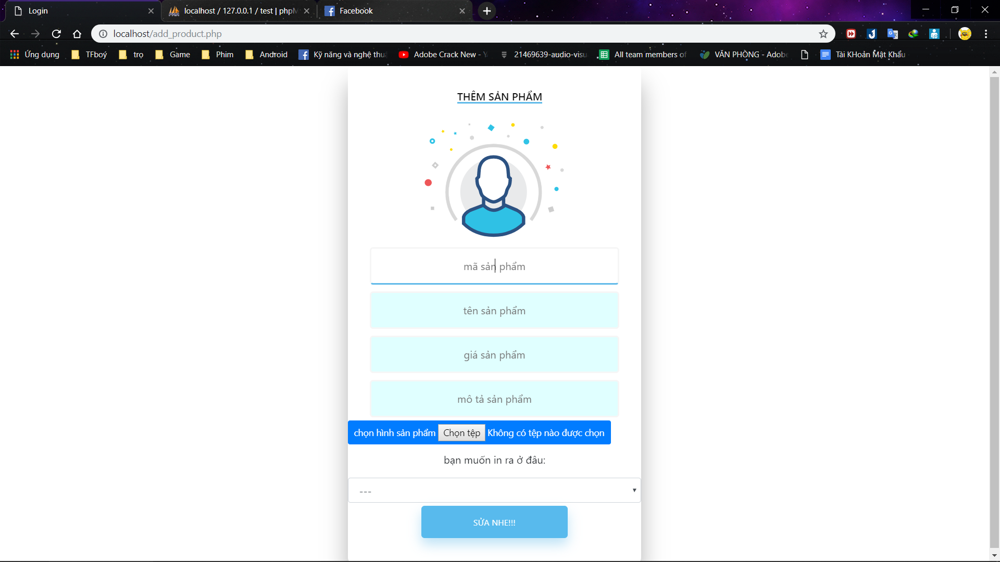 Login
localhost / 127.0.0.1 / test | phpM
Facebook
localhost/add_product.php
Ứng dụng
TFboý
trọ
Game
Phim
Android
Kỹ năng và nghệ thu
Adobe Crack New - Y
21469639-audio-visu
All team members of
VĂN PHÒNG - Adob
Tài KHoản Mật Khẩu
THÊM SẢN PHẨM
mã sản phẩm
tên sản phẩm
giá sản phẩm
mô tả sản phẩm
chọn hình sản phẩm Chọn tệp Không có tệp nào được chọn
bạn muốn in ra ở đâu:
---
SỬA NHE!!!